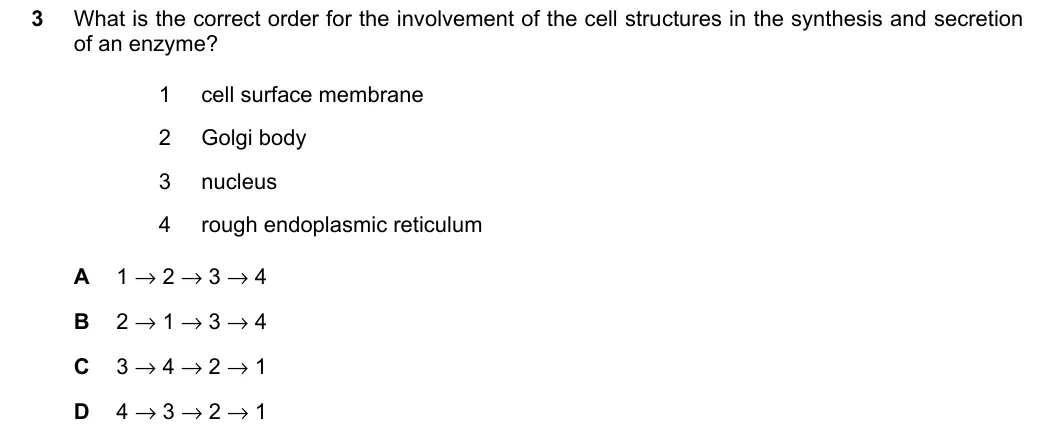 3 What is the correct order for the involvement of the cell structures in the synthesis and secretion
of an enzyme?
1 cell surface membrane
2 Golgi body
3 nucleus
4 rough endoplasmic reticulum
A 1 → 2 → 3 → 4
B 2 → 1 → 3 → 4
C 3 → 4 → 2 → 1
D 4 → 3 → 2 → 1